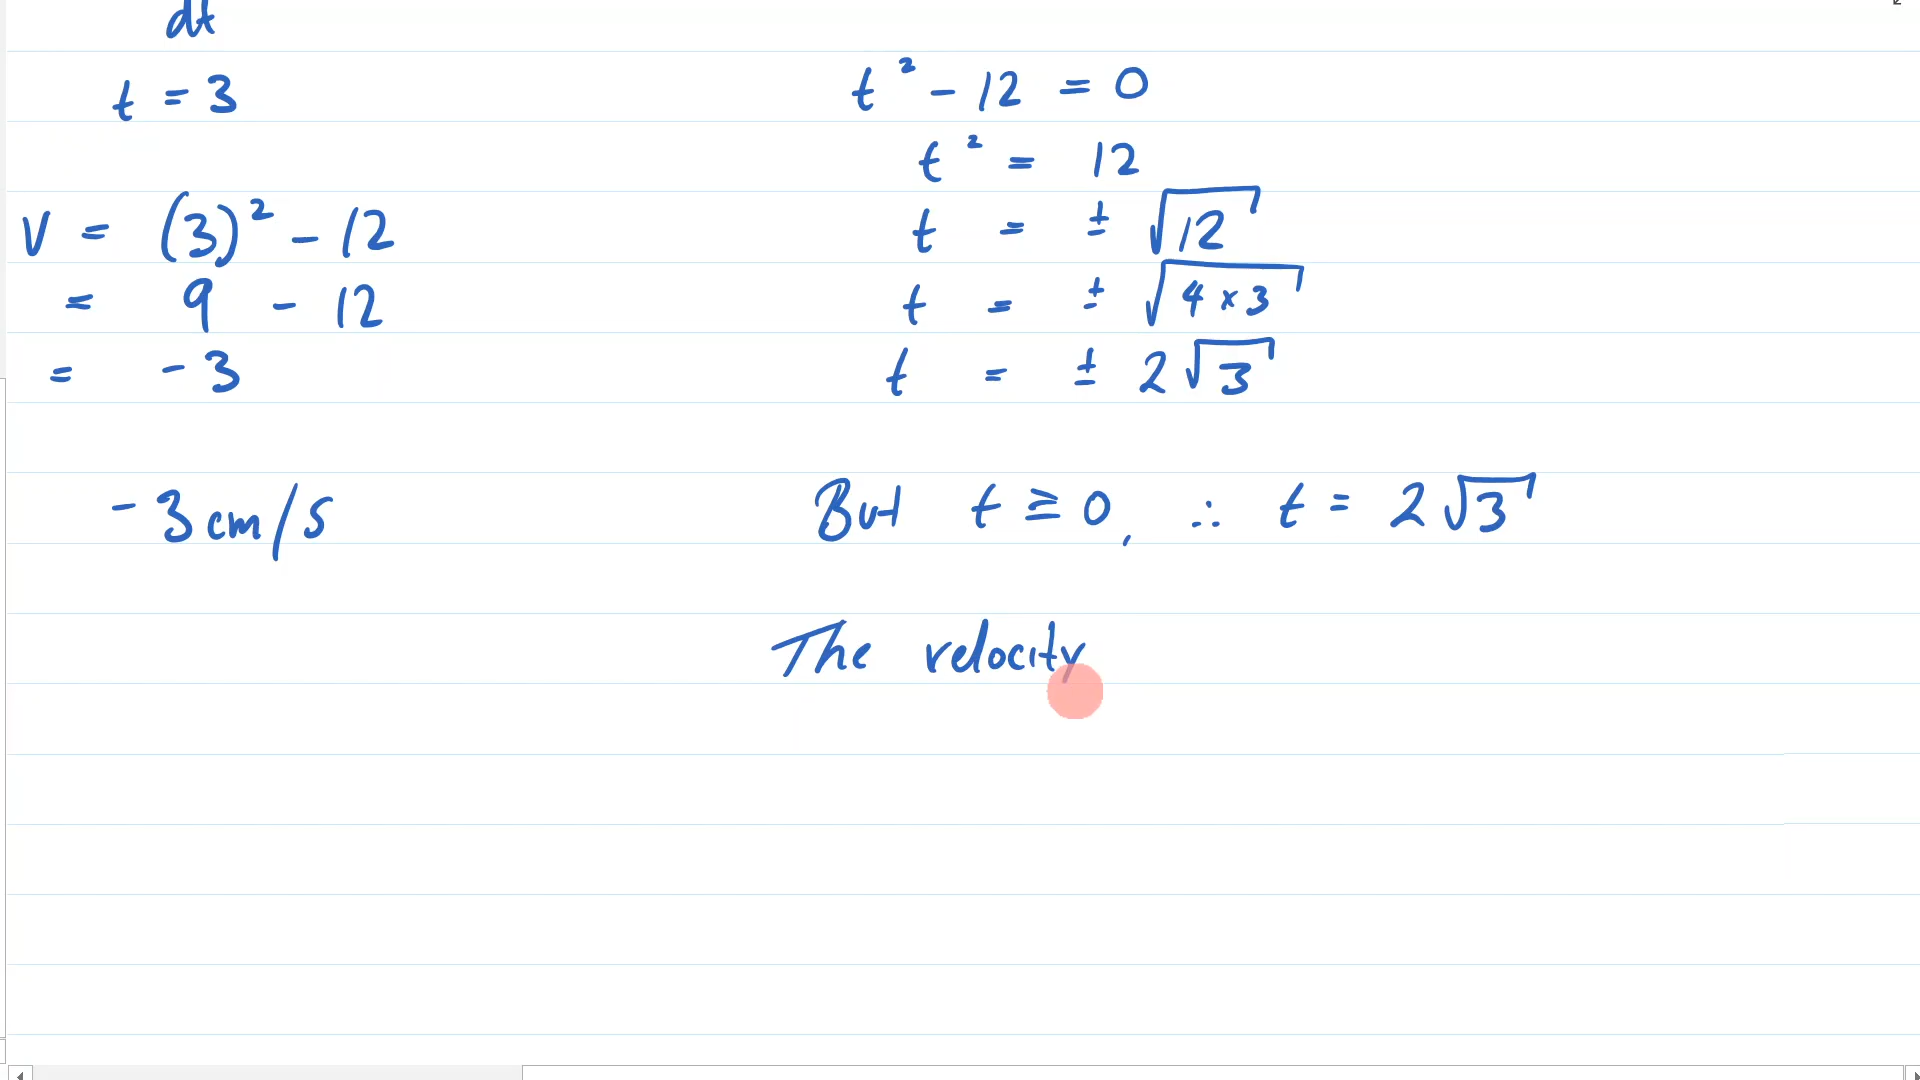 dt
t = 3
V = (3)² - 12
= 9 - 12
= -3
-3 cm/s
t² - 12 = 0
t² = 12
t = ± √12
t = ± √4 × 3
t = ± 2√3
But t ≧ 0, ∴ t = 2√3
The velocity